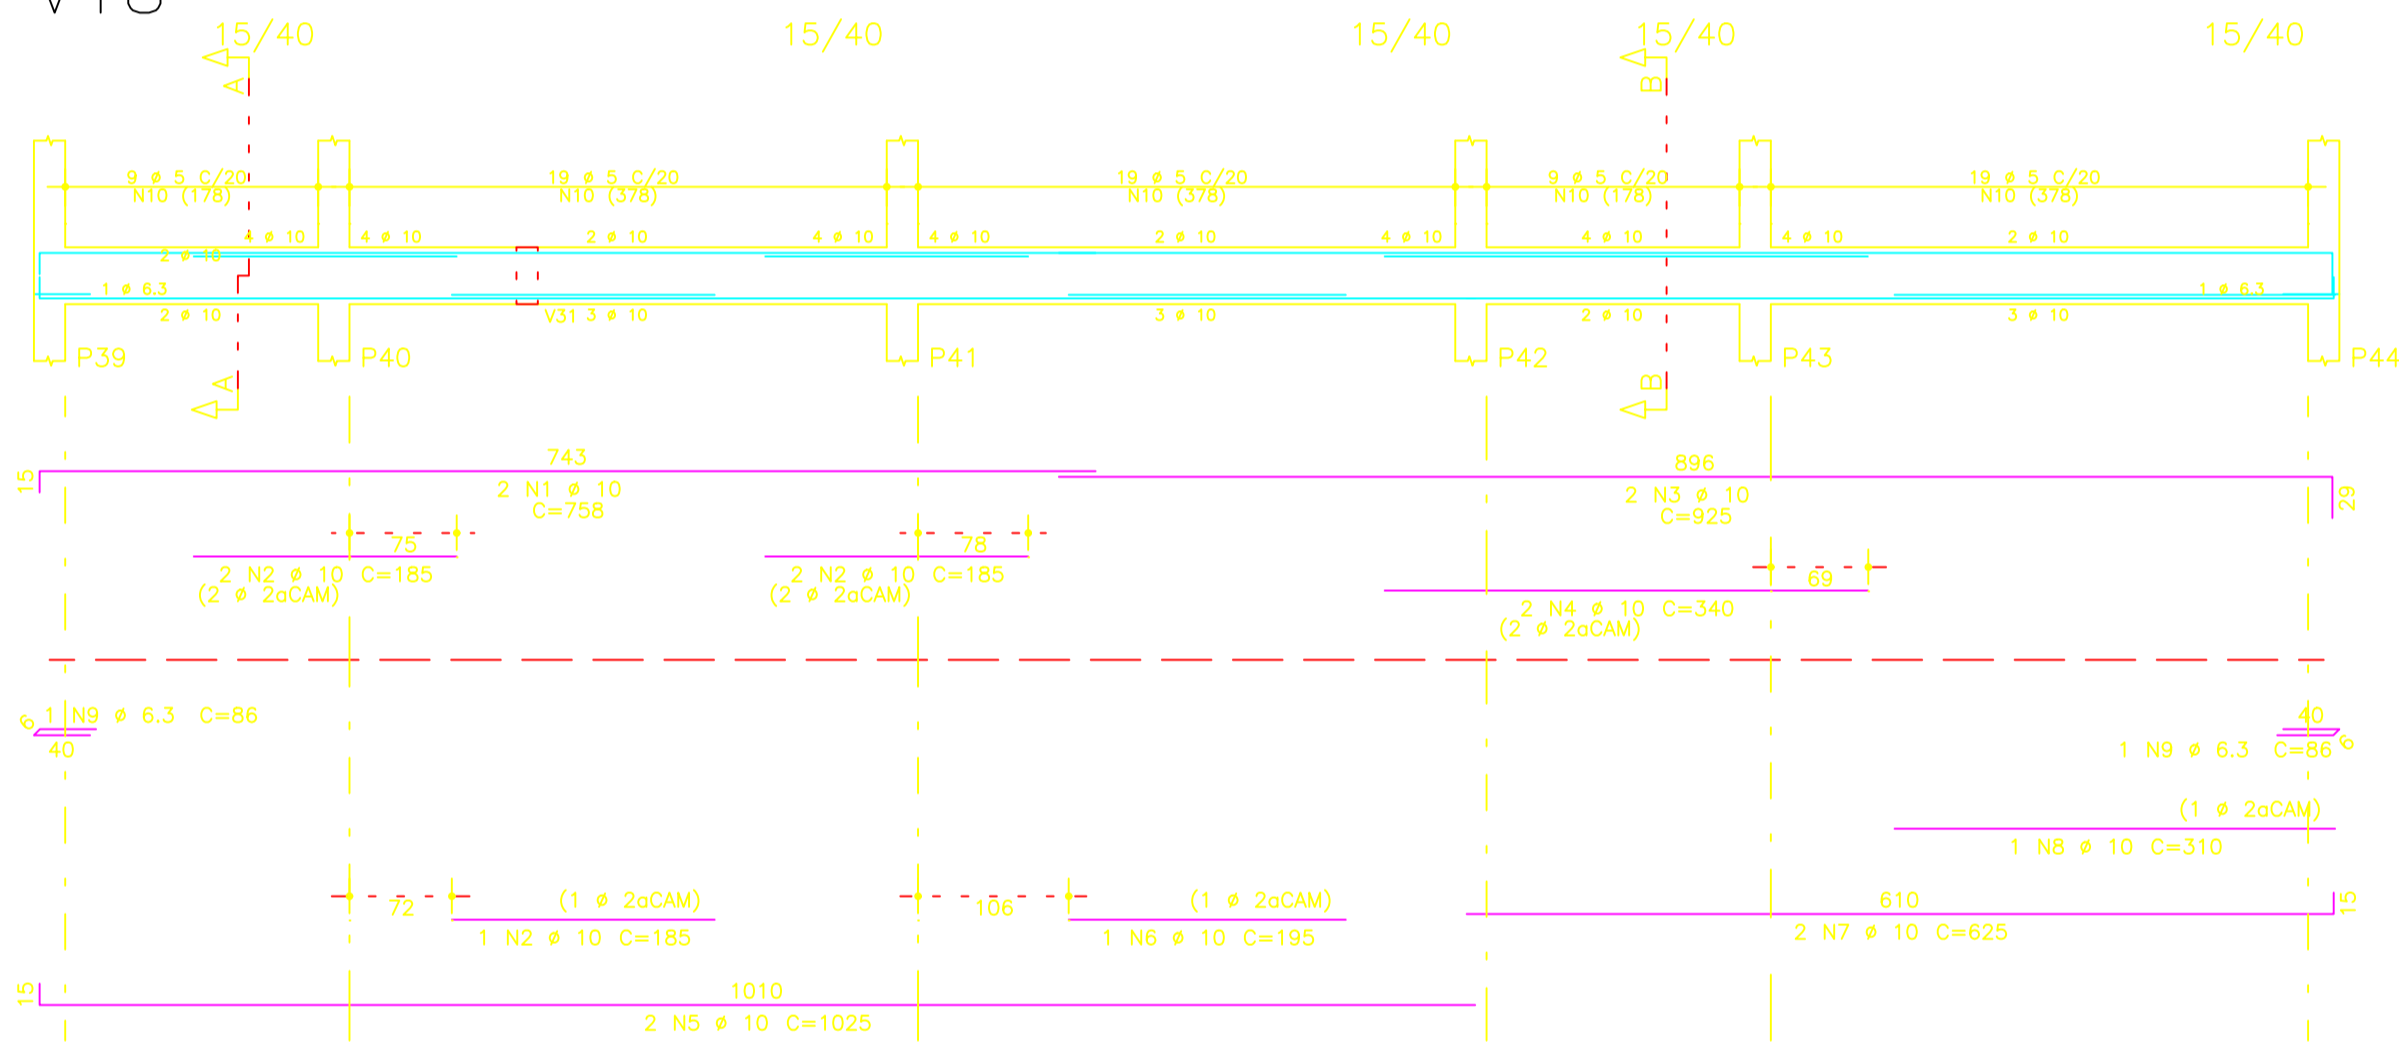 15/40 15/40 15/40 15/40 15/40
A B
9 ø 5 C/20 19 ø 5 C/20 19 ø 5 C/20 9 ø 5 C/20 19 ø 5 C/20
N10 (178) N10 (378) N10 (378) N10 (178) N10 (378)
4 ø 10 4 ø 10 2 ø 10 4 ø 10 4 ø 10 2 ø 10 4 ø 10 4 ø 10 4 ø 10 2 ø 10
2 ø 10
1 ø 6.3 1 ø 6.3
2 ø 10 V31 3 ø 10 3 ø 10 2 ø 10 3 ø 10
P39 P40 P41 P42 P43 P44
A B
743 896
15 2 N1 ø 10 2 N3 ø 10 29
C=758 C=925
75 78
2 N2 ø 10 C=185 2 N2 ø 10 C=185 69
(2 ø 2aCAM) (2 ø 2aCAM)
2 N4 ø 10 C=340
(2 ø 2aCAM)
6 1 N9 ø 6.3 C=86 40
40 1 N9 ø 6.3 C=86 6
(1 ø 2aCAM)
1 N8 ø 10 C=310
72 (1 ø 2aCAM) 106 (1 ø 2aCAM) 610 15
1 N2 ø 10 C=185 1 N6 ø 10 C=195 2 N7 ø 10 C=625
15 1010
2 N5 ø 10 C=1025